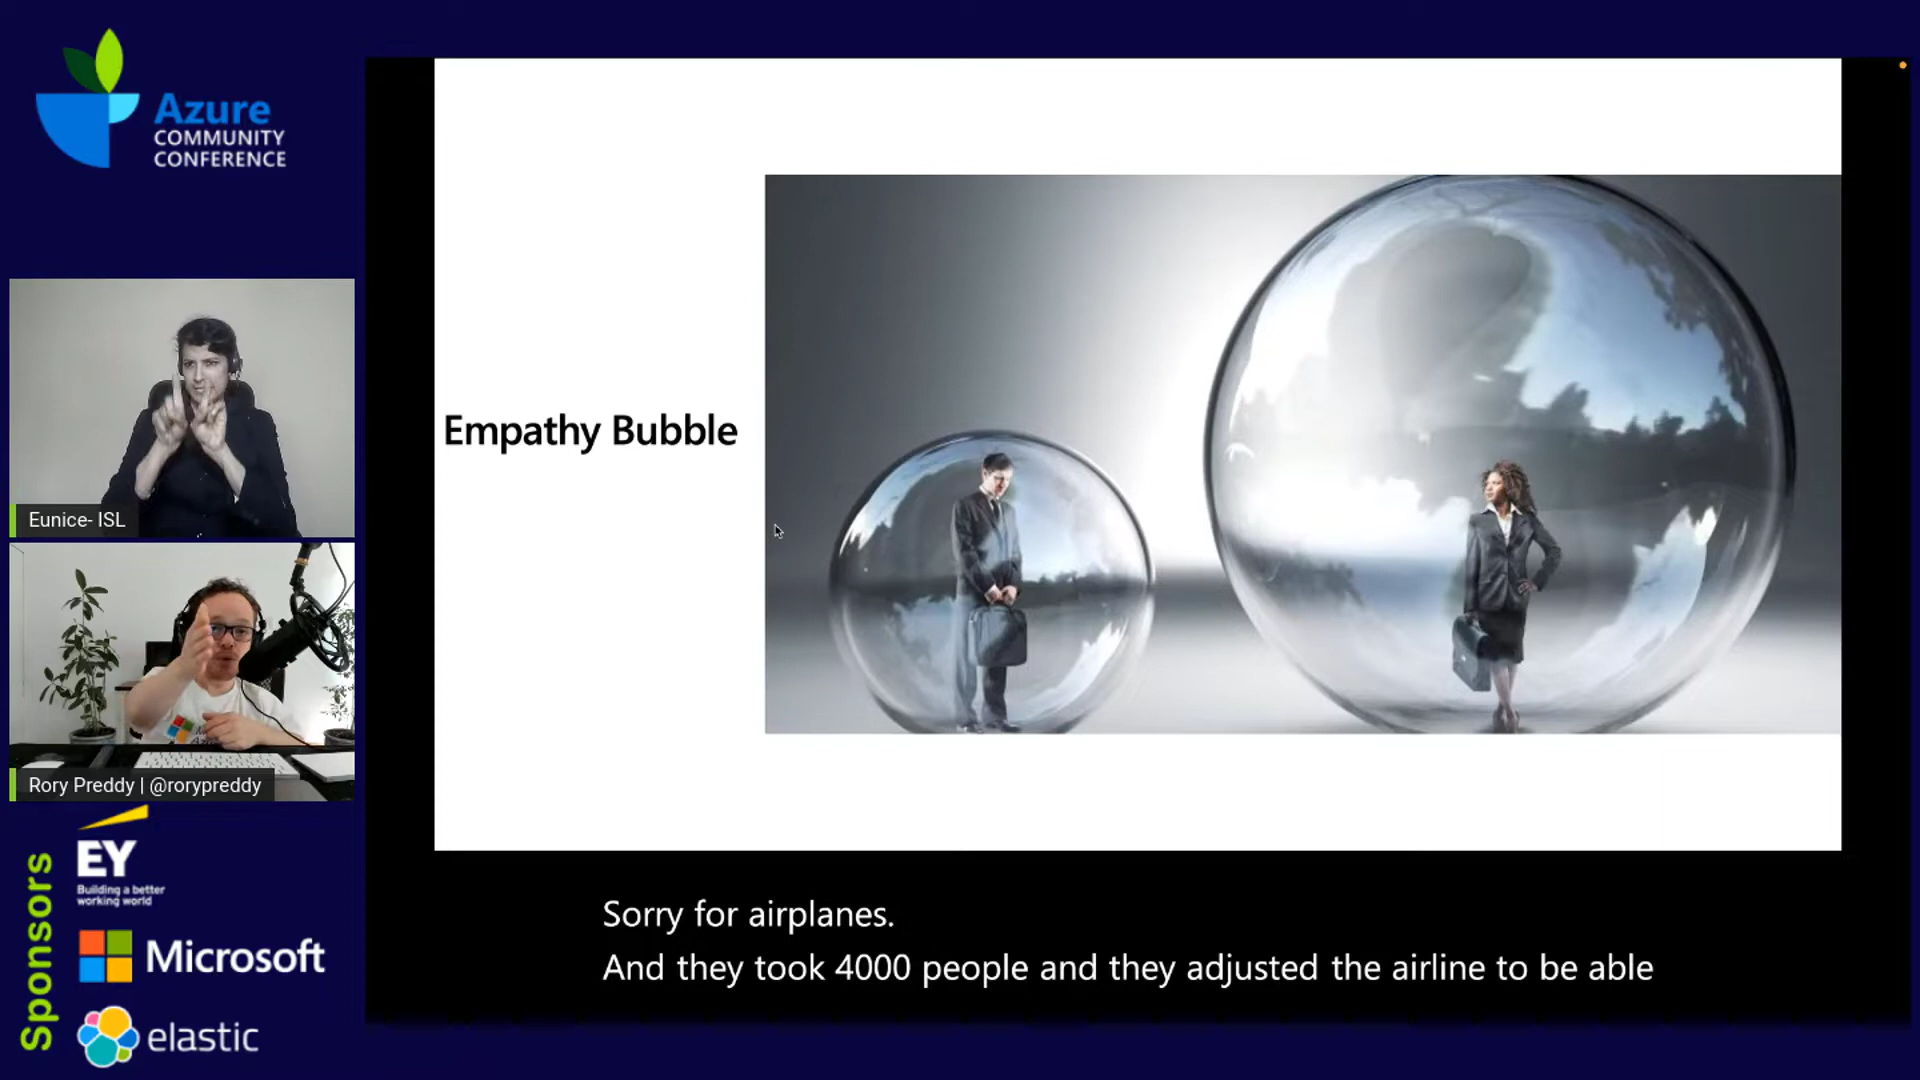 Azure
COMMUNITY
CONFERENCE
Eunice- ISL
Rory Preddy | @rorypreddy
Sponsors
EY
Building a better
working world
Microsoft
elastic
Empathy Bubble
Sorry for airplanes.
And they took 4000 people and they adjusted the airline to be able